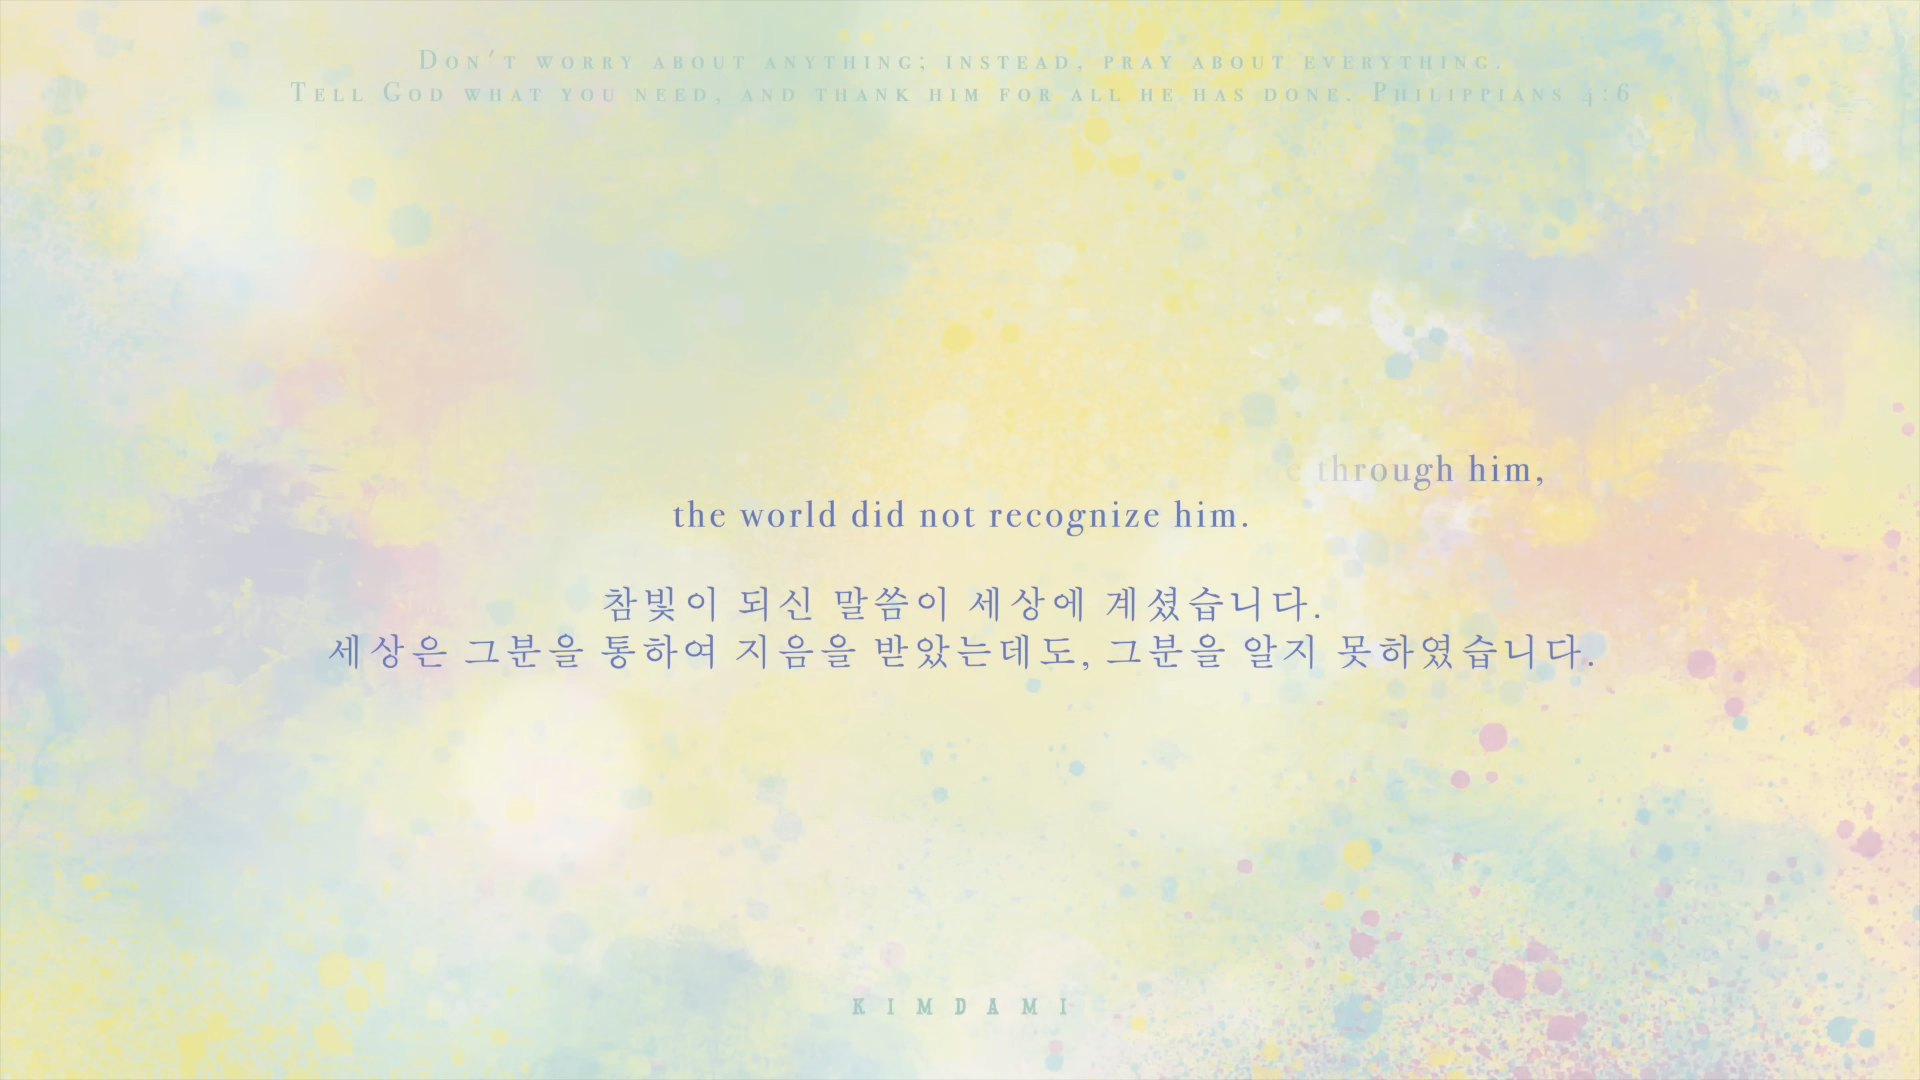 Don't worry about anything; instead, pray about everything.
Tell God what you need, and thank him for all he has done. Philippians 4:6
through him,
the world did not recognize him.
참빛이 되신 말씀이 세상에 계셨습니다.
세상은 그분을 통하여 지음을 받았는데도, 그분을 알지 못하였습니다.
KIMDAMI